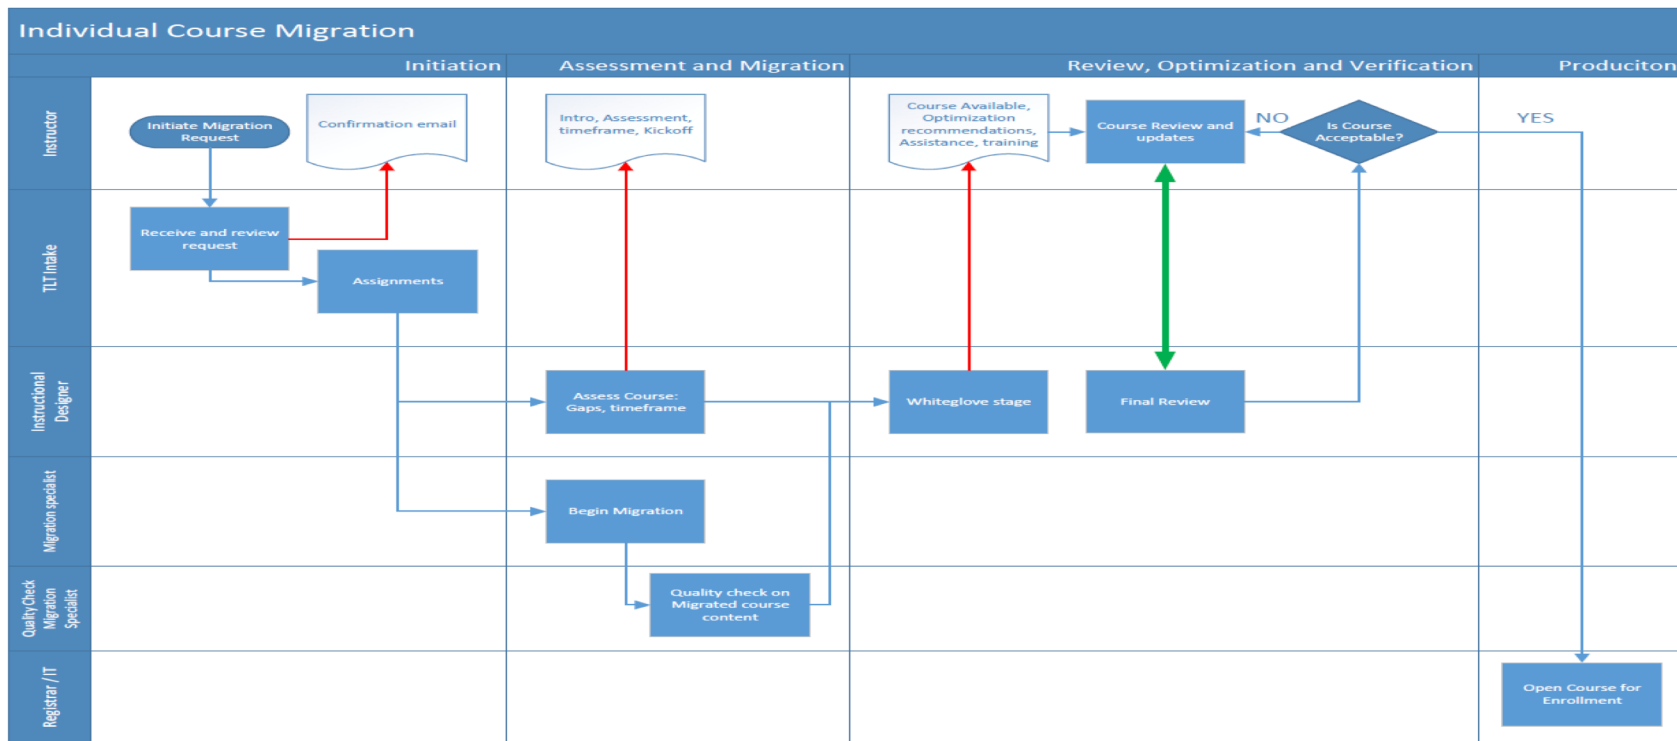 Individual Course Migration
Initiation
Assessment and Migration
Review, Optimization and Verification
Produciton
Instructor
Initiate Migration
Request
Confirmation email
Intro, Assessment,
timeframe, Kickoff
Course Available,
Optimization
recommendations,
Assistance, training
Course Review and
updates
NO
Is Course
Acceptable?
YES
TLT Intake
Receive and review
request
Assignments
Instructional
Designer
Assess Course:
Gaps, timeframe
Whiteglove stage
Final Review
Migration specialist
Begin Migration
Quality Check
Migration
Specialist
Quality check on
Migrated course
content
Registrar / IT
Open Course for
Enrollment